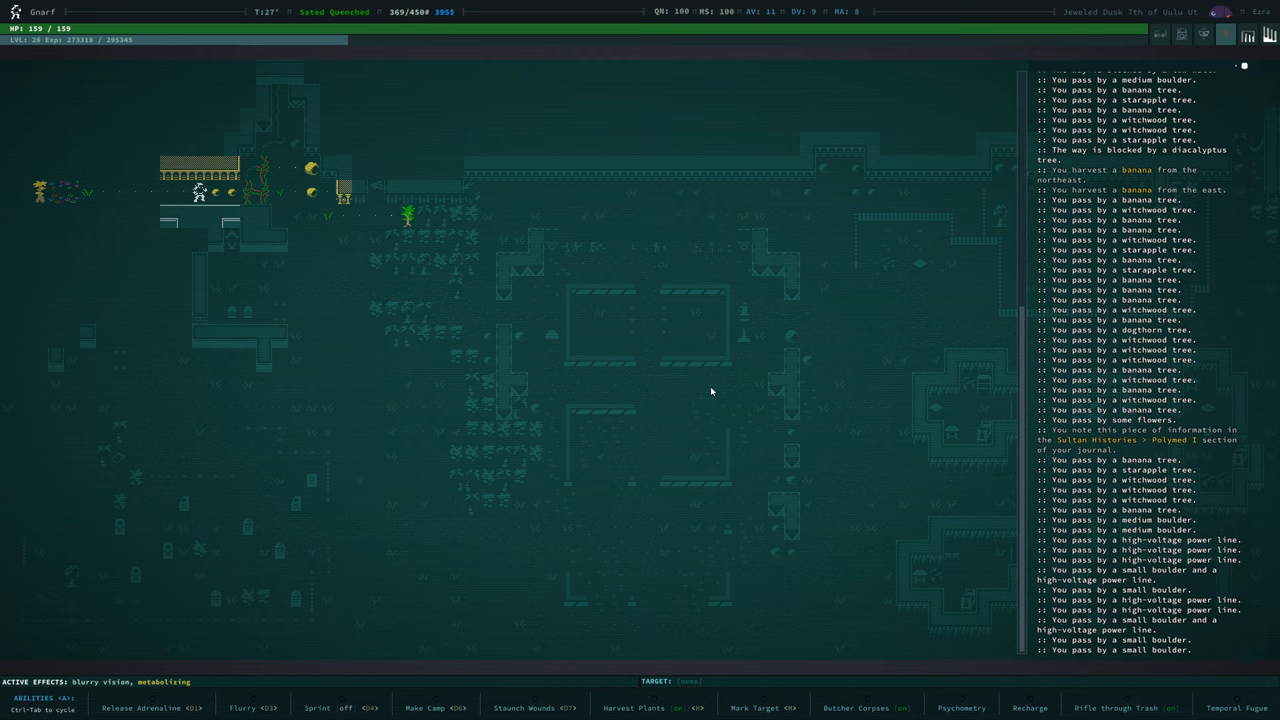 Gnarf
T:27° Sated Quenched 369/450# 395$
QN: 100 MS: 100 AV: 11 DV: 9 MA: 8
Jeweled Dusk 7th of Uulu Ut
Ezra
HP: 159 / 159
LVL: 26 Exp: 273316 / 295345
:: You pass by a medium boulder.
:: You pass by a banana tree.
:: You pass by a starapple tree.
:: You pass by a banana tree.
:: You pass by a witchwood tree.
:: You pass by a witchwood tree.
:: You pass by a starapple tree.
:: The way is blocked by a diacalyptus
tree.
:: You harvest a banana from the
northeast.
:: You harvest a banana from the east.
:: You pass by a banana tree.
:: You pass by a witchwood tree.
:: You pass by a banana tree.
:: You pass by a banana tree.
:: You pass by a witchwood tree.
:: You pass by a starapple tree.
:: You pass by a banana tree.
:: You pass by a starapple tree.
:: You pass by a banana tree.
:: You pass by a banana tree.
:: You pass by a banana tree.
:: You pass by a witchwood tree.
:: You pass by a banana tree.
:: You pass by a dogthorn tree.
:: You pass by a witchwood tree.
:: You pass by a witchwood tree.
:: You pass by a witchwood tree.
:: You pass by a banana tree.
:: You pass by a witchwood tree.
:: You pass by a banana tree.
:: You pass by a witchwood tree.
:: You pass by a banana tree.
:: You pass by some flowers.
:: You note this piece of information in
the Sultan Histories > Polymed I section
of your journal.
:: You pass by a banana tree.
:: You pass by a starapple tree.
:: You pass by a witchwood tree.
:: You pass by a witchwood tree.
:: You pass by a witchwood tree.
:: You pass by a banana tree.
:: You pass by a medium boulder.
:: You pass by a medium boulder.
:: You pass by a high-voltage power line.
:: You pass by a high-voltage power line.
:: You pass by a high-voltage power line.
:: You pass by a small boulder and a
high-voltage power line.
:: You pass by a small boulder.
:: You pass by a high-voltage power line.
:: You pass by a high-voltage power line.
:: You pass by a small boulder and a
high-voltage power line.
:: You pass by a small boulder.
:: You pass by a small boulder.
ACTIVE EFFECTS: blurry vision, metabolizing
TARGET: [none]
ABILITIES <A>:
Ctrl-Tab to cycle
Release Adrenaline <D1>
Flurry <D3>
Sprint [off] <D4>
Make Camp <D6>
Staunch Wounds <D7>
Harvest Plants [on] <H>
Mark Target <M>
Butcher Corpses [on]
Psychometry
Recharge
Rifle through Trash [on]
Temporal Fugue